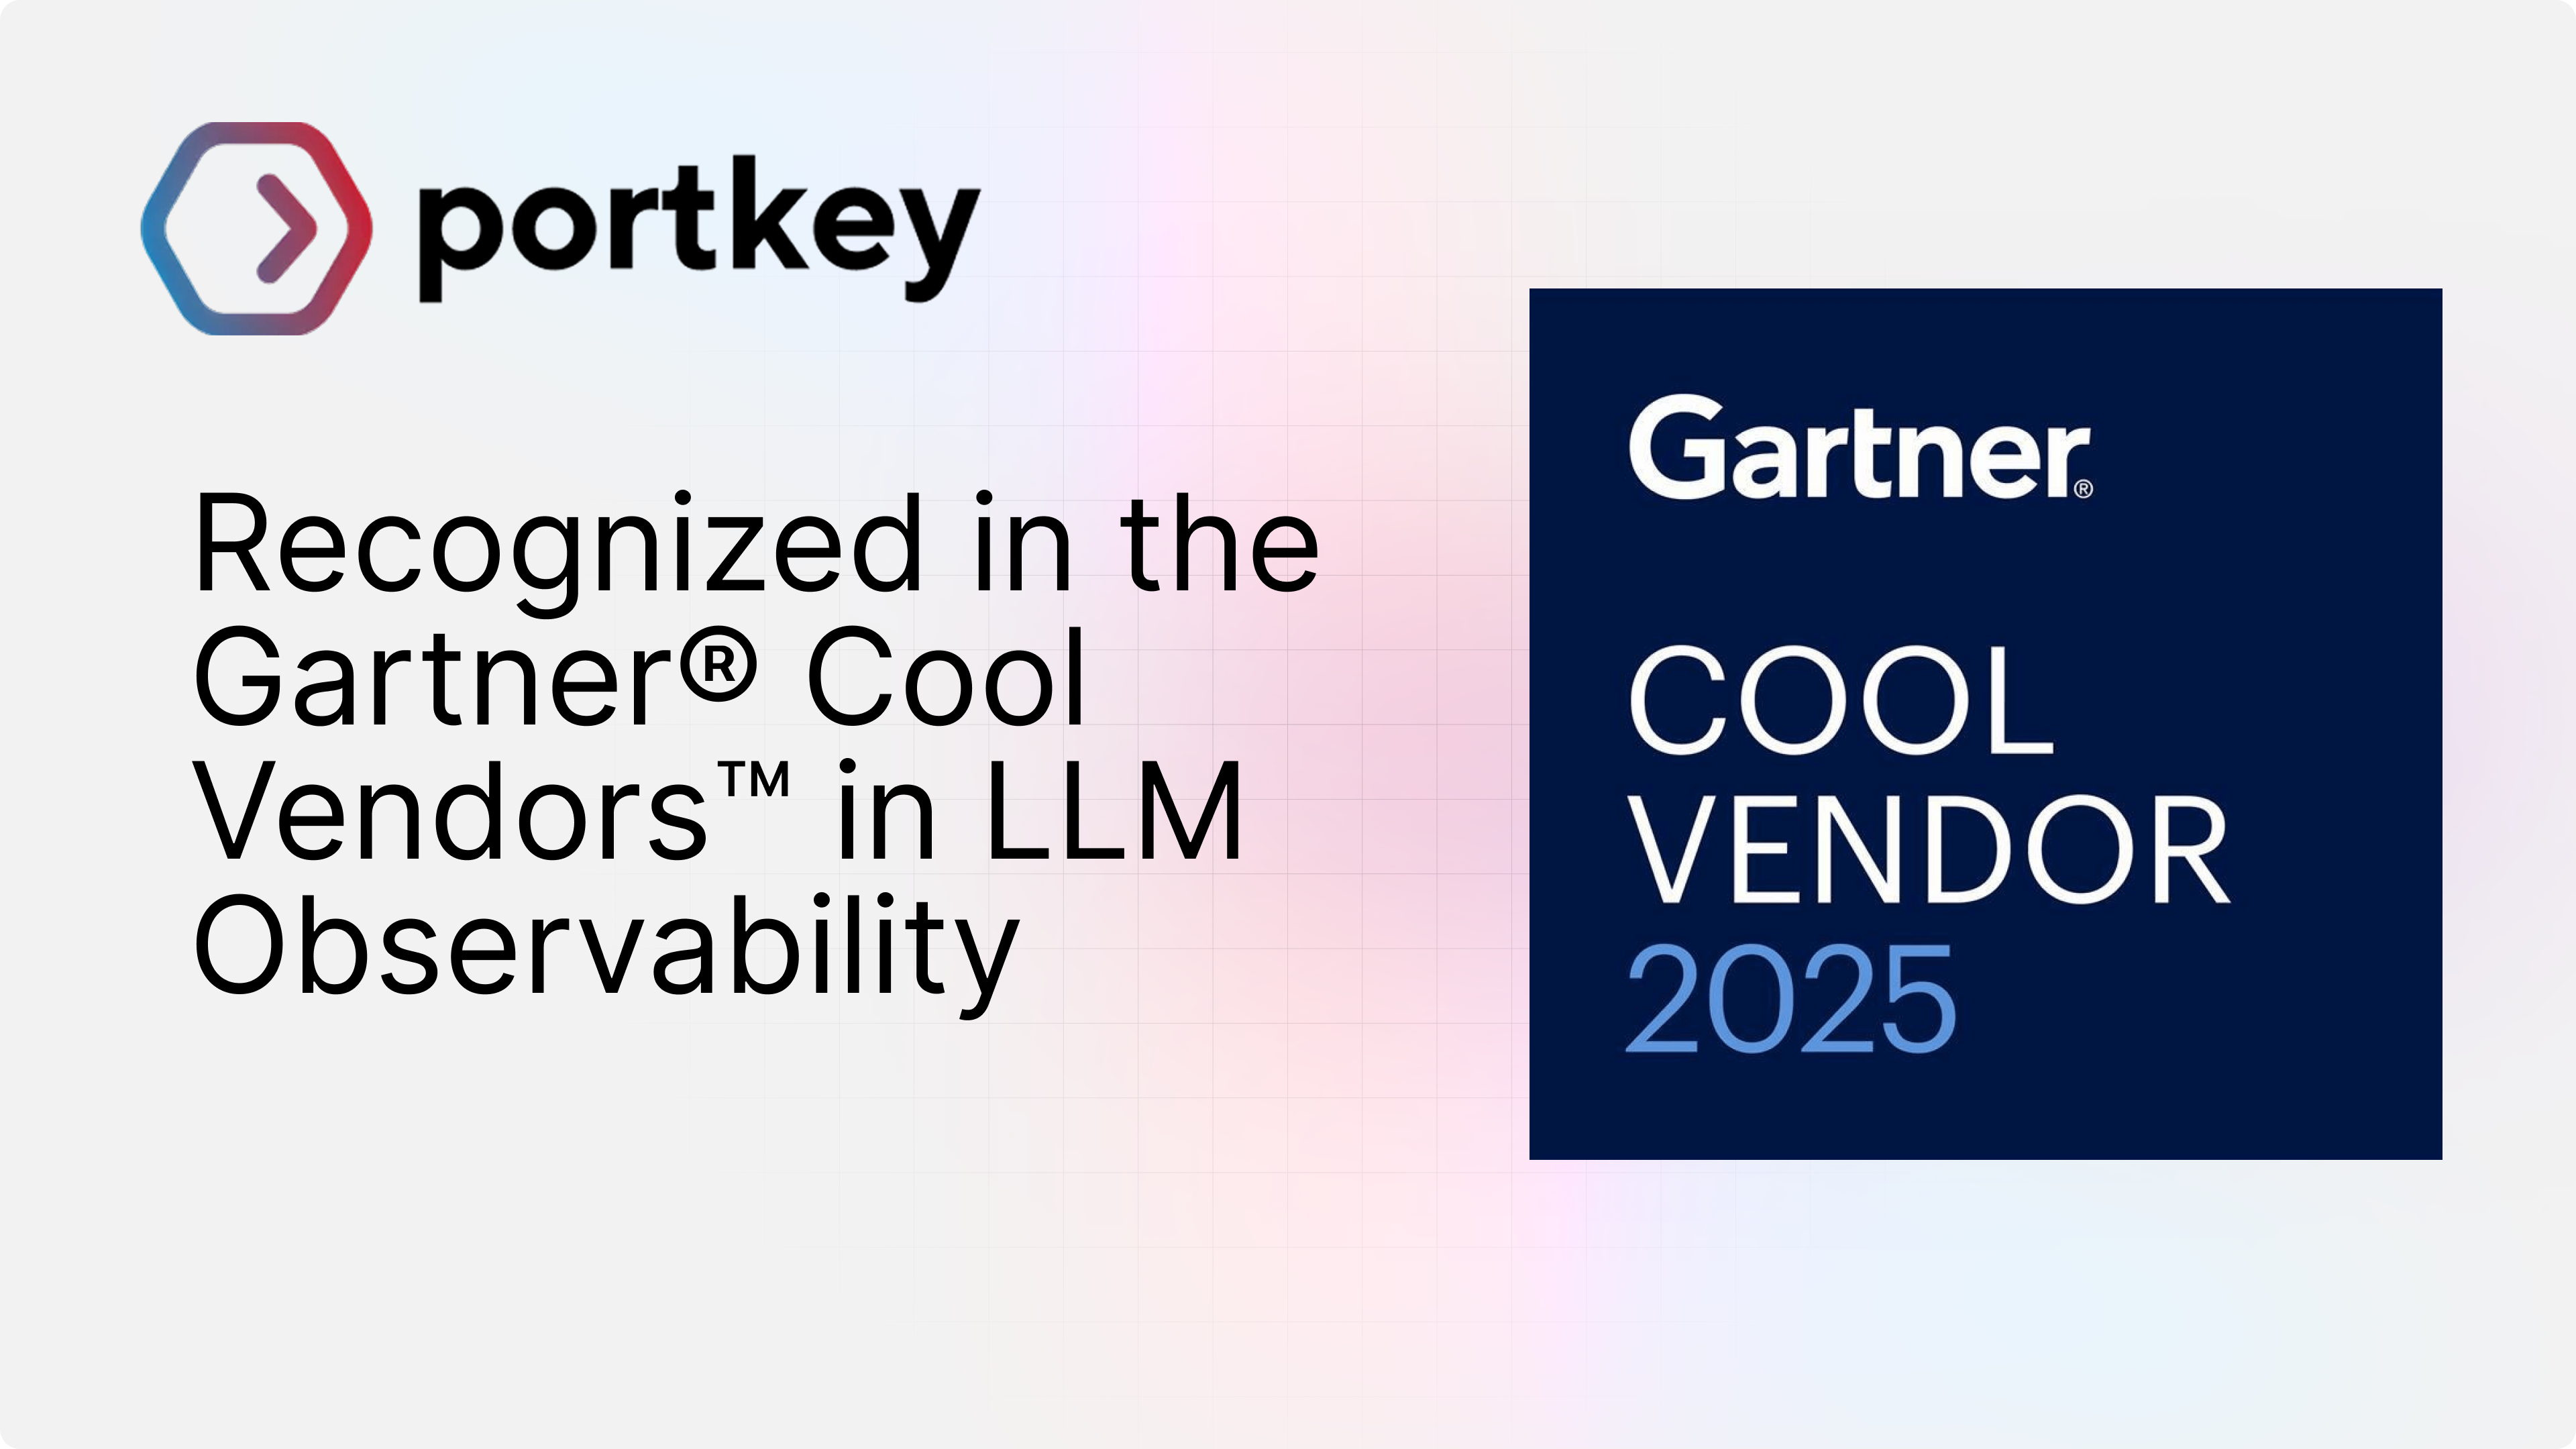 portkey
Recognized in the
Gartner® Cool
Vendors™ in LLM
Observability
Gartner®
COOL
VENDOR
2025